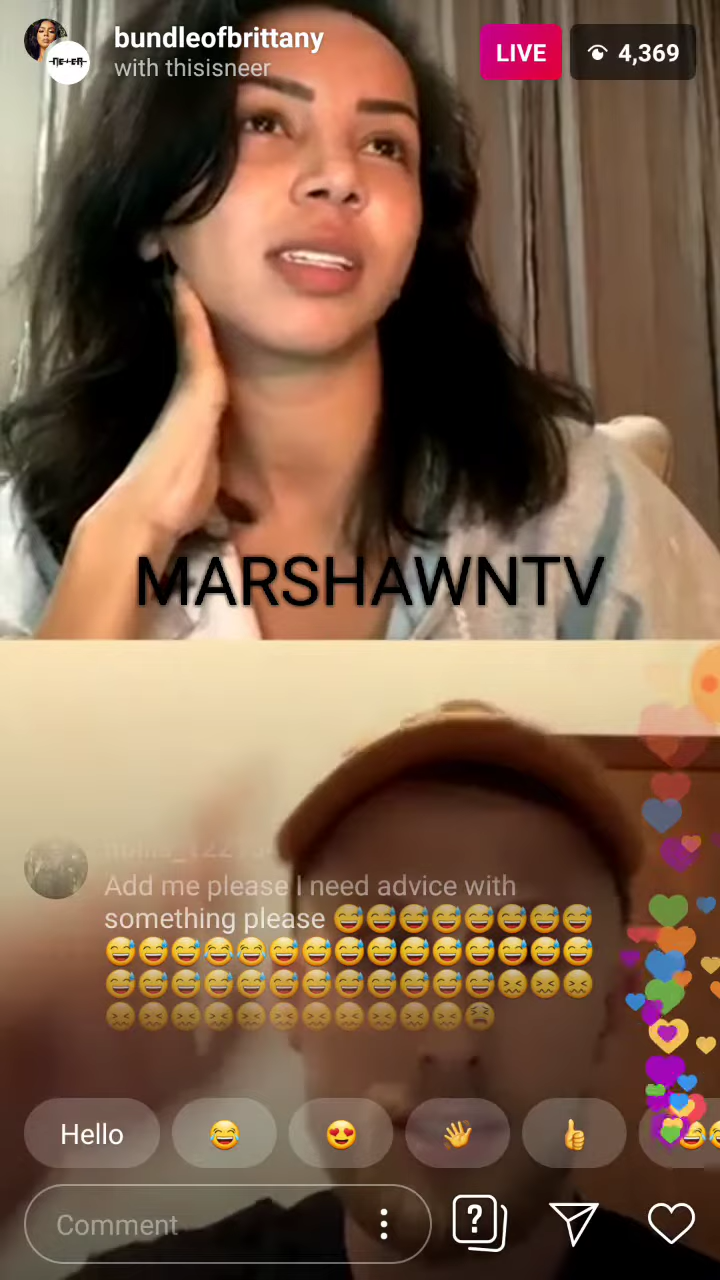 bundleofbrittany
with thisisneer
LIVE
4,369
MARSHAWNTV
Add me please I need advice with
something please 😅😅😅😅😅😅😅😅
😅😅😅😂😂😅😅😅😅😅😅😅😅😅😅
😅😅😅😅😅😅😅😅😅😅😅😅😖😖😖
😖😖😖😖😖😖😖😖😖😖😖😫
Hello 😂 😍 👋 👍 😂😂
Comment
?